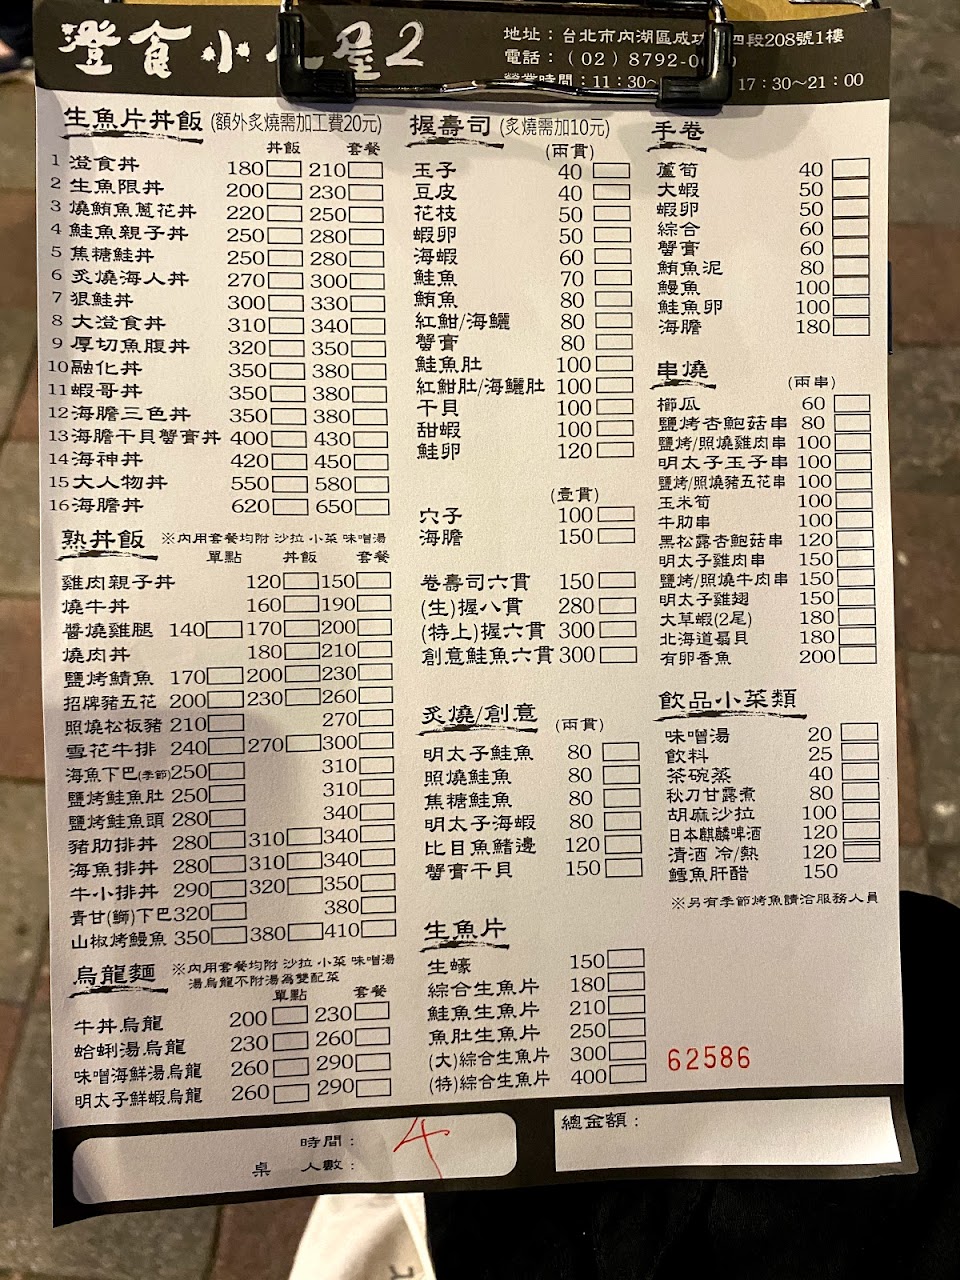 澄食小 屋2
地址：台北市內湖區成功 四段208號1樓
電話：（02）8792-0
營業時間：11：30～ 17：30～21：00
生魚片丼飯 (額外炙燒需加工費20元)
丼飯 套餐
1 澄食丼 180 210
2 生魚限丼 200 230
3 燒鮪魚蔥花丼 220 250
4 鮭魚親子丼 250 280
5 焦糖鮭丼 250 280
6 炙燒海人丼 270 300
7 狠鮭丼 300 330
8 大澄食丼 310 340
9 厚切魚腹丼 320 350
10 融化丼 350 380
11 蝦哥丼 350 380
12 海膽三色丼 350 380
13 海膽干貝蟹膏丼 400 430
14 海神丼 420 450
15 大人物丼 550 580
16 海膽丼 620 650
熟丼飯 ※內用套餐均附 沙拉 小菜 味噌湯
單點 丼飯 套餐
雞肉親子丼 120 150
燒牛丼 160 190
醬燒雞腿 140 170 200
燒肉丼 180 210
鹽烤鯖魚 170 200 230
招牌豬五花 200 230 260
照燒松板豬 210 270
雪花牛排 240 270 300
海魚下巴(季節) 250 310
鹽烤鮭魚肚 250 310
鹽烤鮭魚頭 280 340
豬肋排丼 280 310 340
海魚排丼 280 310 340
牛小排丼 290 320 350
青甘(鰤)下巴 320 380
山椒烤鰻魚 350 380 410
烏龍麵 ※內用套餐均附 沙拉 小菜 味噌湯
湯烏龍不附湯為雙配菜
單點 套餐
牛丼烏龍 200 230
蛤蜊湯烏龍 230 260
味噌海鮮湯烏龍 260 290
明太子鮮蝦烏龍 260 290
握壽司 (炙燒需加10元)
(兩貫)
玉子 40
豆皮 40
花枝 50
蝦卵 50
海蝦 60
鮭魚 70
鮪魚 80
紅魽/海鱺 80
蟹膏 80
鮭魚肚 100
紅魽肚/海鱺肚 100
干貝 100
甜蝦 100
鮭卵 120
(壹貫)
穴子 100
海膽 150
卷壽司六貫 150
(生)握八貫 280
(特上)握六貫 300
創意鮭魚六貫 300
炙燒/創意 (兩貫)
明太子鮭魚 80
照燒鮭魚 80
焦糖鮭魚 80
明太子海蝦 80
比目魚鰭邊 120
蟹膏干貝 150
生魚片
生蠔 150
綜合生魚片 180
鮭魚生魚片 210
魚肚生魚片 250
(大)綜合生魚片 300
(特)綜合生魚片 400
手卷
蘆筍 40
大蝦 50
蝦卵 50
綜合 60
蟹膏 60
鮪魚泥 80
鰻魚 100
鮭魚卵 100
海膽 180
串燒
(兩串)
櫛瓜 60
鹽烤杏鮑菇串 80
鹽烤/照燒雞肉串 100
明太子玉子串 100
鹽烤/照燒豬五花串 100
玉米筍 100
牛肋串 100
黑松露杏鮑菇串 120
明太子雞肉串 150
鹽烤/照燒牛肉串 150
明太子雞翅 150
大草蝦(2尾) 180
北海道扇貝 180
有卵香魚 200
飲品小菜類
味噌湯 20
飲料 25
茶碗蒸 40
秋刀甘露煮 80
胡麻沙拉 100
日本麒麟啤酒 120
清酒 冷/熱 120
鱈魚肝醋 150
※另有季節烤魚請洽服務人員
62586
時間： 4
桌 人數：
總金額：